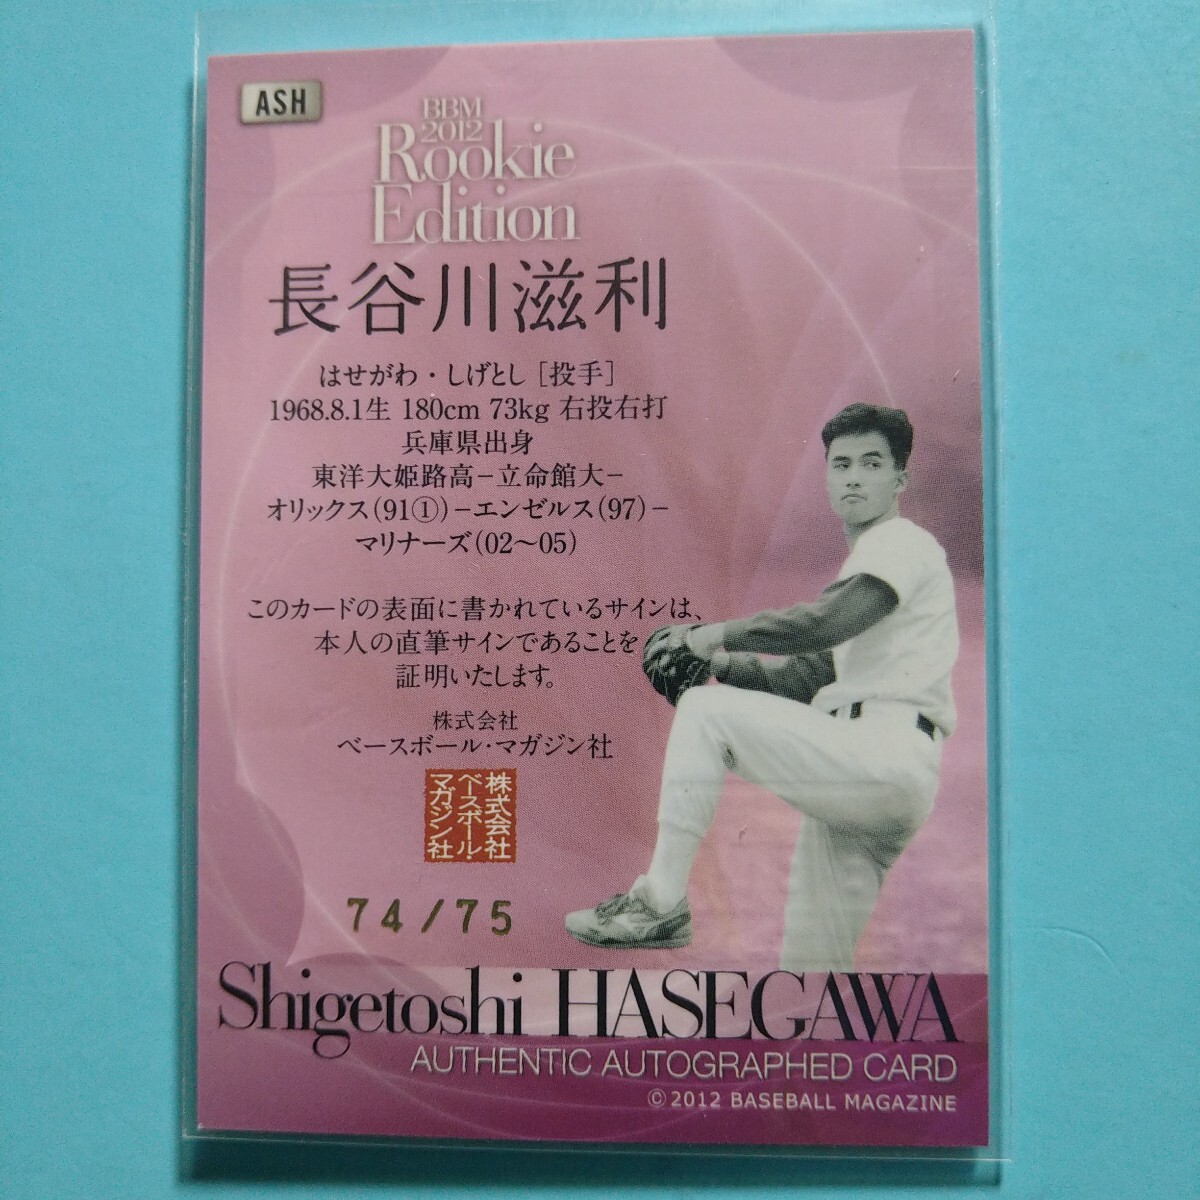 ASH
BBM
2012
Rookie
Edition
長谷川滋利
はせがわ・しげとし [投手]
1968.8.1生 180cm 73kg 右投右打
兵庫県出身
東洋大姫路高−立命館大−
オリックス(91①)−エンゼルス(97)−
マリナーズ(02〜05)
このカードの表面に書かれているサインは、
本人の直筆サインであることを
証明いたします。
株式会社
ベースボール・マガジン社
株式会社
ベースボール・
マガジン社
74/75
Shigetoshi HASEGAWA
AUTHENTIC AUTOGRAPHED CARD
©2012 BASEBALL MAGAZINE